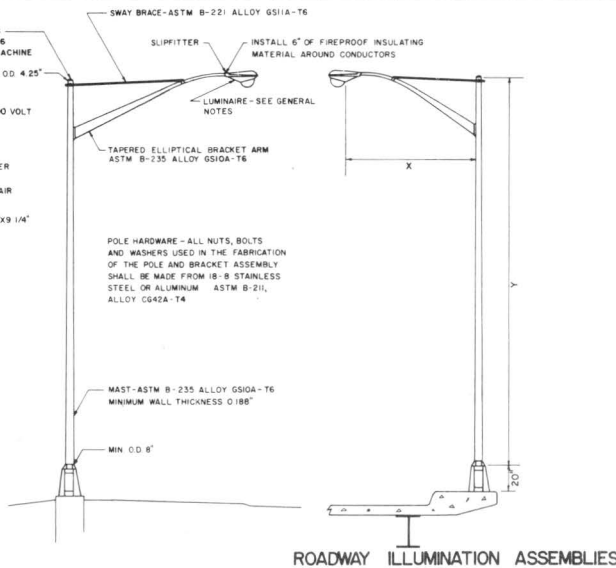 SWAY BRACE-ASTM B-221 ALLOY GS11A-T6
SLIPFITTER
INSTALL 6" OF FIREPROOF INSULATING
MATERIAL AROUND CONDUCTORS
O.D. 4.25"
VOLT
LUMINAIRE-SEE GENERAL
NOTES
TAPERED ELLIPTICAL BRACKET ARM
ASTM B-235 ALLOY GS10A-T6
AIR
X9 1/4"
X
Y
POLE HARDWARE-ALL NUTS, BOLTS
AND WASHERS USED IN THE FABRICATION
OF THE POLE AND BRACKET ASSEMBLY
SHALL BE MADE FROM 18-8 STAINLESS
STEEL OR ALUMINUM ASTM B-211,
ALLOY CG42A-T4
MAST-ASTM B-235 ALLOY GS10A-T6
MINIMUM WALL THICKNESS 0.188"
MIN O.D. 8"
20"
ROADWAY ILLUMINATION ASSEMBLIES